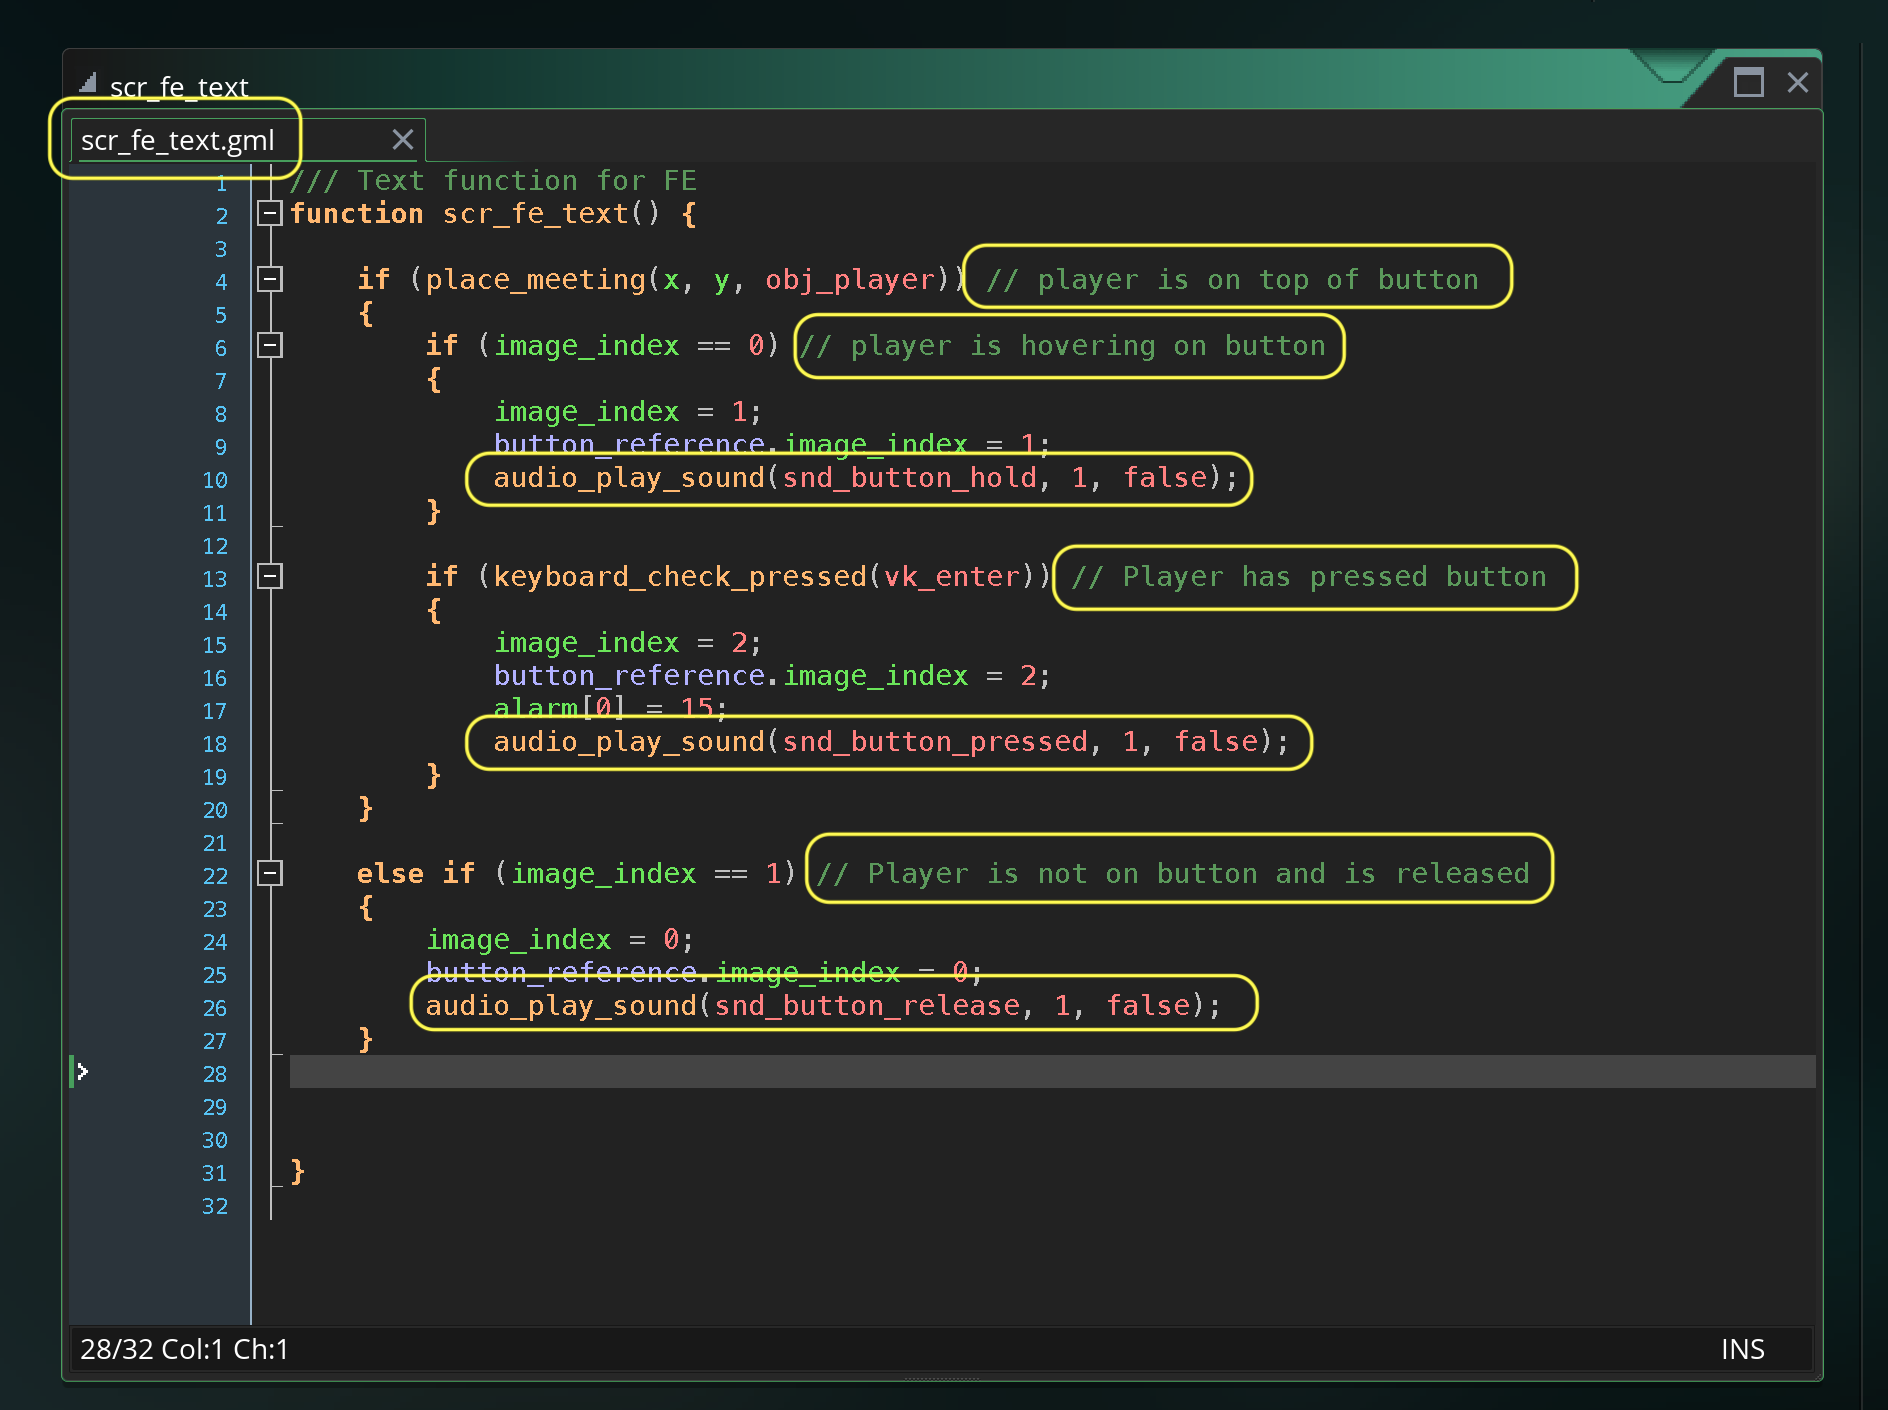 scr_fe_text
scr_fe_text.gml
1 /// Text function for FE
2 function scr_fe_text() {
3
4 if (place_meeting(x, y, obj_player)) // player is on top of button
5 {
6 if (image_index == 0) // player is hovering on button
7 {
8 image_index = 1;
9 button_reference.image_index = 1;
10 audio_play_sound(snd_button_hold, 1, false);
11 }
12
13 if (keyboard_check_pressed(vk_enter)) // Player has pressed button
14 {
15 image_index = 2;
16 button_reference.image_index = 2;
17 alarm[0] = 15;
18 audio_play_sound(snd_button_pressed, 1, false);
19 }
20 }
21
22 else if (image_index == 1) // Player is not on button and is released
23 {
24 image_index = 0;
25 button_reference.image_index = 0;
26 audio_play_sound(snd_button_release, 1, false);
27 }
28
29
30
31 }
32
28/32 Col:1 Ch:1 INS